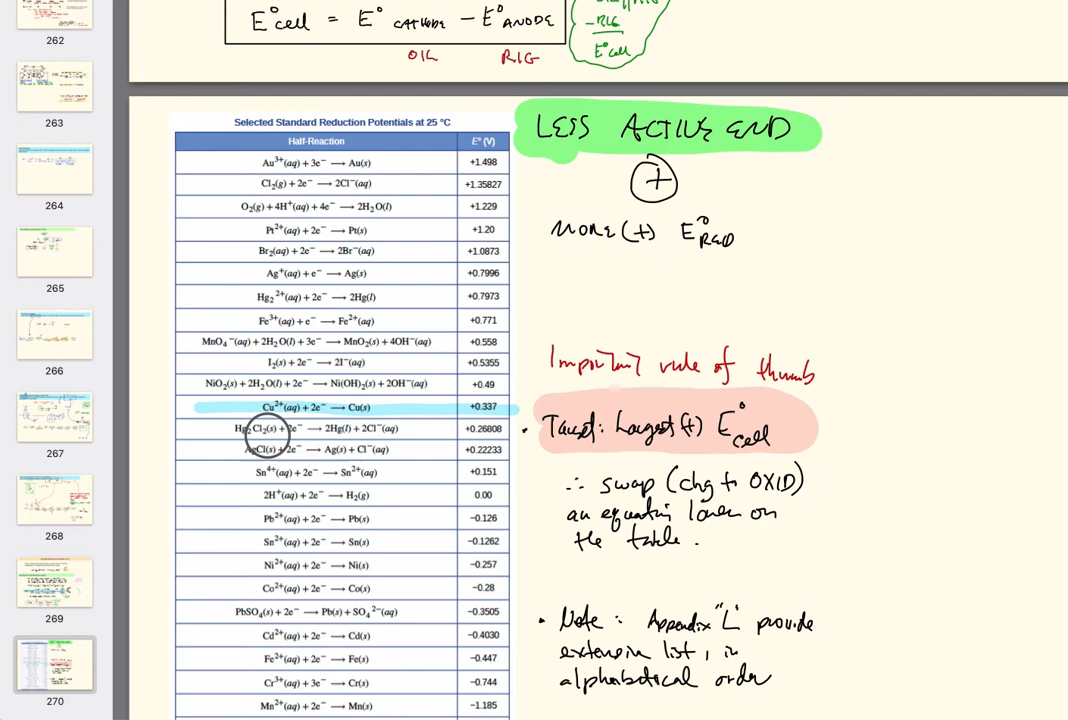 E°cell = E° CATHODE − E° ANODE
OIL RIG
− RIG
E°cell
262
263
264
265
266
267
268
269
270
Selected Standard Reduction Potentials at 25 °C
Half-Reaction E° (V)
Au³⁺(aq) + 3e⁻ ⟶ Au(s) +1.498
Cl₂(g) + 2e⁻ ⟶ 2Cl⁻(aq) +1.35827
O₂(g) + 4H⁺(aq) + 4e⁻ ⟶ 2H₂O(l) +1.229
Pt²⁺(aq) + 2e⁻ ⟶ Pt(s) +1.20
Br₂(aq) + 2e⁻ ⟶ 2Br⁻(aq) +1.0873
Ag⁺(aq) + e⁻ ⟶ Ag(s) +0.7996
Hg₂²⁺(aq) + 2e⁻ ⟶ 2Hg(l) +0.7973
Fe³⁺(aq) + e⁻ ⟶ Fe²⁺(aq) +0.771
MnO₄⁻(aq) + 2H₂O(l) + 3e⁻ ⟶ MnO₂(s) + 4OH⁻(aq) +0.558
I₂(s) + 2e⁻ ⟶ 2I⁻(aq) +0.5355
NiO₂(s) + 2H₂O(l) + 2e⁻ ⟶ Ni(OH)₂(s) + 2OH⁻(aq) +0.49
Cu²⁺(aq) + 2e⁻ ⟶ Cu(s) +0.337
Hg₂Cl₂(s) + 2e⁻ ⟶ 2Hg(l) + 2Cl⁻(aq) +0.26808
AgCl(s) + 2e⁻ ⟶ Ag(s) + Cl⁻(aq) +0.22233
Sn⁴⁺(aq) + 2e⁻ ⟶ Sn²⁺(aq) +0.151
2H⁺(aq) + 2e⁻ ⟶ H₂(g) 0.00
Pb²⁺(aq) + 2e⁻ ⟶ Pb(s) −0.126
Sn²⁺(aq) + 2e⁻ ⟶ Sn(s) −0.1262
Ni²⁺(aq) + 2e⁻ ⟶ Ni(s) −0.257
Co²⁺(aq) + 2e⁻ ⟶ Co(s) −0.28
PbSO₄(s) + 2e⁻ ⟶ Pb(s) + SO₄²⁻(aq) −0.3505
Cd²⁺(aq) + 2e⁻ ⟶ Cd(s) −0.4030
Fe²⁺(aq) + 2e⁻ ⟶ Fe(s) −0.447
Cr³⁺(aq) + 3e⁻ ⟶ Cr(s) −0.744
Mn²⁺(aq) + 2e⁻ ⟶ Mn(s) −1.185
LESS ACTIVE END
+
MORE (+) E°RED
Important rule of thumb
• Target: Largest (+) E°cell
∴ swap (chg to OXID)
an equation lower on
the table.
• Note: Appendix "L" provide
extensive list, in
alphabetical order